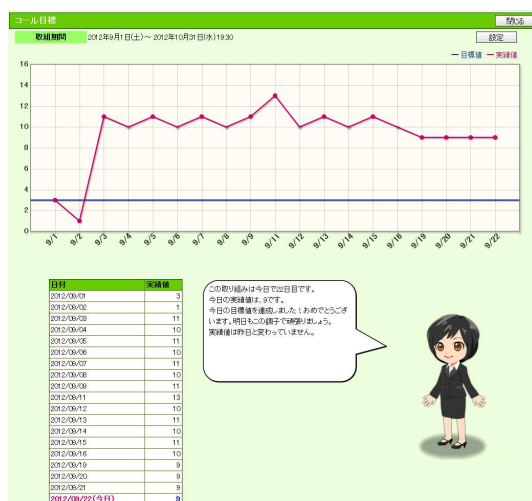 コール目標
閉じる
取組期間 2012年9月1日(土)～2012年10月31日(水)19:30
設定
目標値 実績値
16
14
12
10
8
6
4
2
0
9/1 9/2 9/3 9/4 9/5 9/6 9/7 9/8 9/9 9/11 9/12 9/13 9/14 9/15 9/16 9/19 9/20 9/21 9/22
日付 実績値
2012/09/01 3
2012/09/02 1
2012/09/03 11
2012/09/04 10
2012/09/05 11
2012/09/06 10
2012/09/07 11
2012/09/08 10
2012/09/09 11
2012/09/11 13
2012/09/12 10
2012/09/13 11
2012/09/14 10
2012/09/15 11
2012/09/16 10
2012/09/19 9
2012/09/20 9
2012/09/21 9
2012/09/22(今日) 9
この取り組みは今日で22日目です。
今日の実績値は、9です。
今日の目標値を達成しました！おめでとうござ
います。明日もこの調子で頑張りましょう。
実績値は昨日と変わっていません。